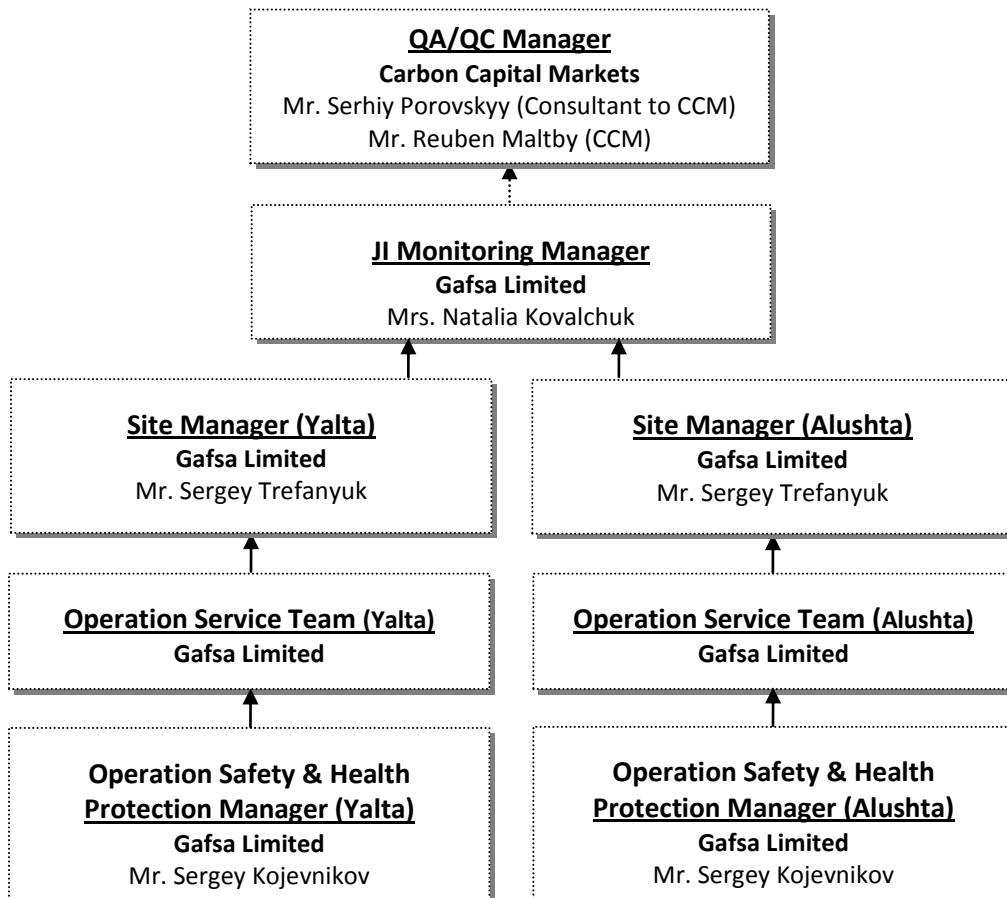 QA/QC Manager
Carbon Capital Markets
Mr. Serhiy Porovskyy (Consultant to CCM)
Mr. Reuben Maltby (CCM)
JI Monitoring Manager
Gafsa Limited
Mrs. Natalia Kovalchuk
Site Manager (Yalta)
Gafsa Limited
Mr. Sergey Trefanyuk
Site Manager (Alushta)
Gafsa Limited
Mr. Sergey Trefanyuk
Operation Service Team (Yalta)
Gafsa Limited
Operation Service Team (Alushta)
Gafsa Limited
Operation Safety & Health
Protection Manager (Yalta)
Gafsa Limited
Mr. Sergey Kojevnikov
Operation Safety & Health
Protection Manager (Alushta)
Gafsa Limited
Mr. Sergey Kojevnikov